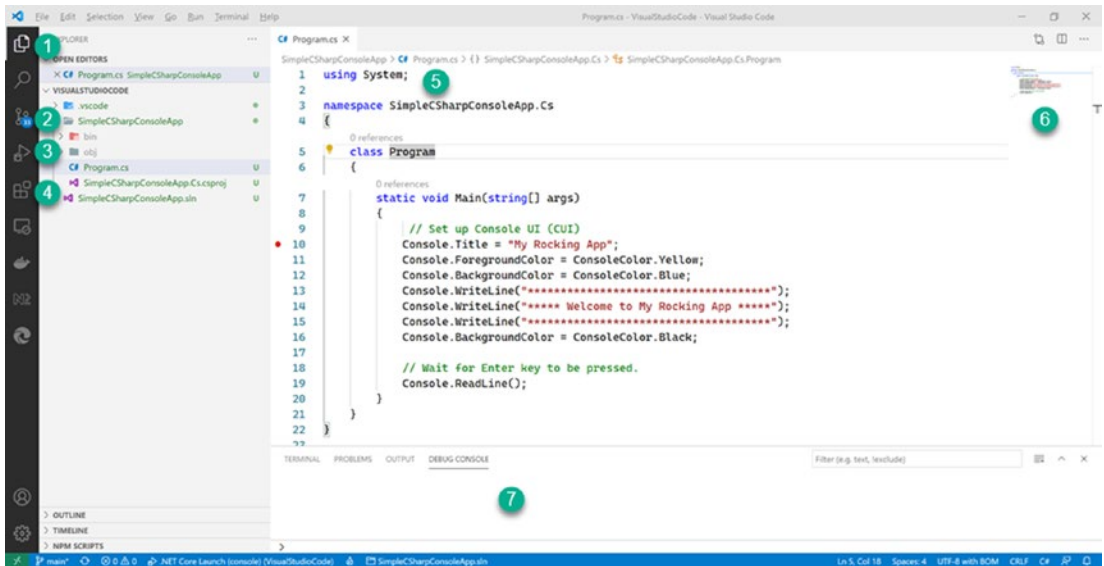 File Edit Selection View Go Run Terminal Help
Program.cs - VisualStudioCode - Visual Studio Code
1
EXPLORER
OPEN EDITORS
C# Program.cs SimpleCSharpConsoleApp U
VISUALSTUDIOCODE
.vscode
2
SimpleCSharpConsoleApp
bin
3
obj
C# Program.cs U
4
SimpleCSharpConsoleApp.Cs.csproj U
SimpleCSharpConsoleApp.sln U
OUTLINE
TIMELINE
NPM SCRIPTS
C# Program.cs
SimpleCSharpConsoleApp > C# Program.cs > {} SimpleCSharpConsoleApp.Cs > SimpleCSharpConsoleApp.Cs.Program
5
6
1 using System;
2
3 namespace SimpleCSharpConsoleApp.Cs
4 {
0 references
5 class Program
6 {
0 references
7 static void Main(string[] args)
8 {
9 // Set up Console UI (CUI)
10 Console.Title = "My Rocking App";
11 Console.ForegroundColor = ConsoleColor.Yellow;
12 Console.BackgroundColor = ConsoleColor.Blue;
13 Console.WriteLine("*************************************");
14 Console.WriteLine("***** Welcome to My Rocking App *****");
15 Console.WriteLine("*************************************");
16 Console.BackgroundColor = ConsoleColor.Black;
17
18 // Wait for Enter key to be pressed.
19 Console.ReadLine();
20 }
21 }
22 }
23
TERMINAL PROBLEMS OUTPUT DEBUG CONSOLE
Filter (e.g. text, !exclude)
7
>
main* 0 0 .NET Core Launch (console) (VisualStudioCode) SimpleCSharpConsoleApp.sln
Ln 5, Col 18 Spaces: 4 UTF-8 with BOM CRLF C#